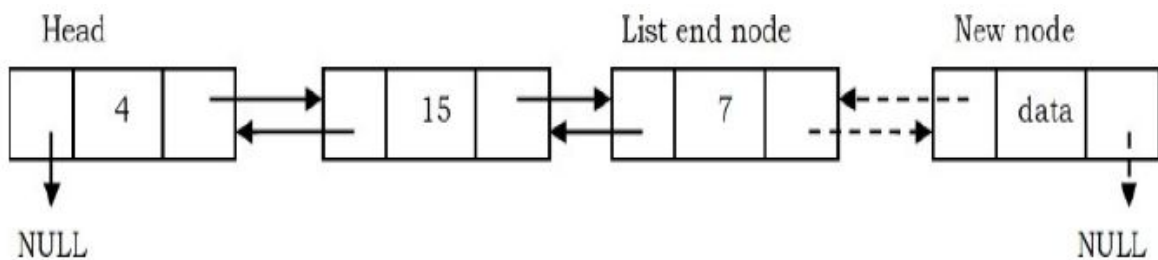 Head List end node New node
4 15 7 data
NULL NULL